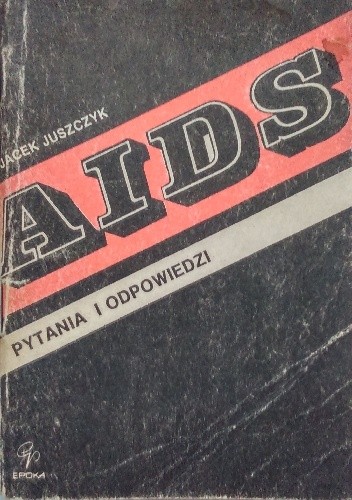 JACEK JUSZCZYK
AIDS
PYTANIA I ODPOWIEDZI
EPOKA